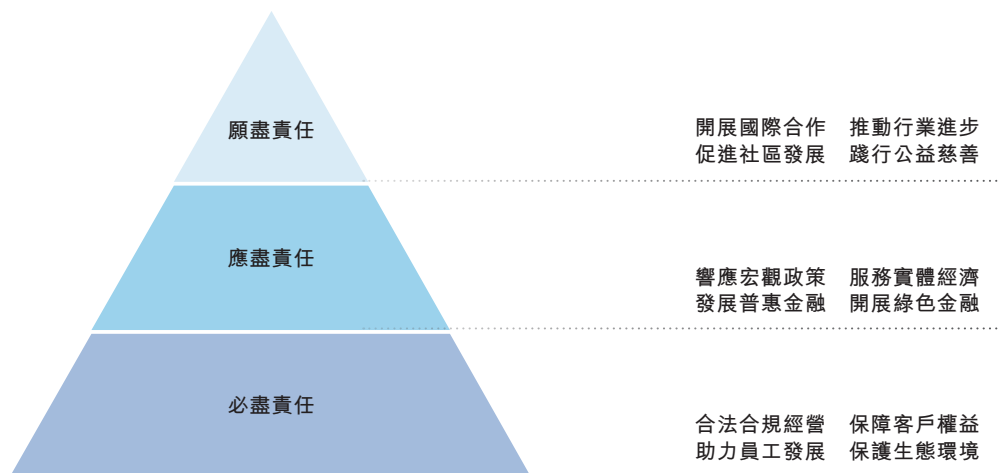 願盡責任
開展國際合作 推動行業進步
促進社區發展 踐行公益慈善
應盡責任
響應宏觀政策 服務實體經濟
發展普惠金融 開展綠色金融
必盡責任
合法合規經營 保障客戶權益
助力員工發展 保護生態環境